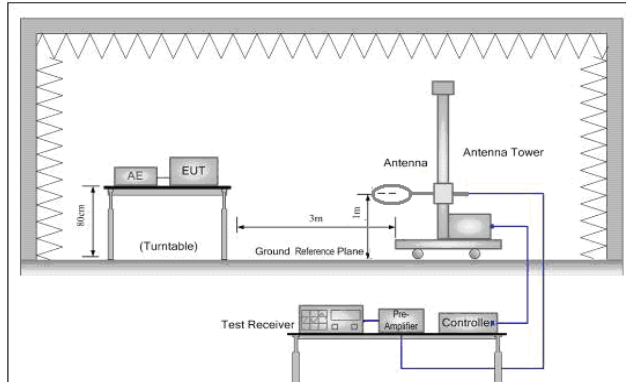 Antenna Tower
Antenna
AE
EUT
80cm
1m
3m
(Turntable)
Ground Reference Plane
Test Receiver
Pre-
Amplifier
Controller